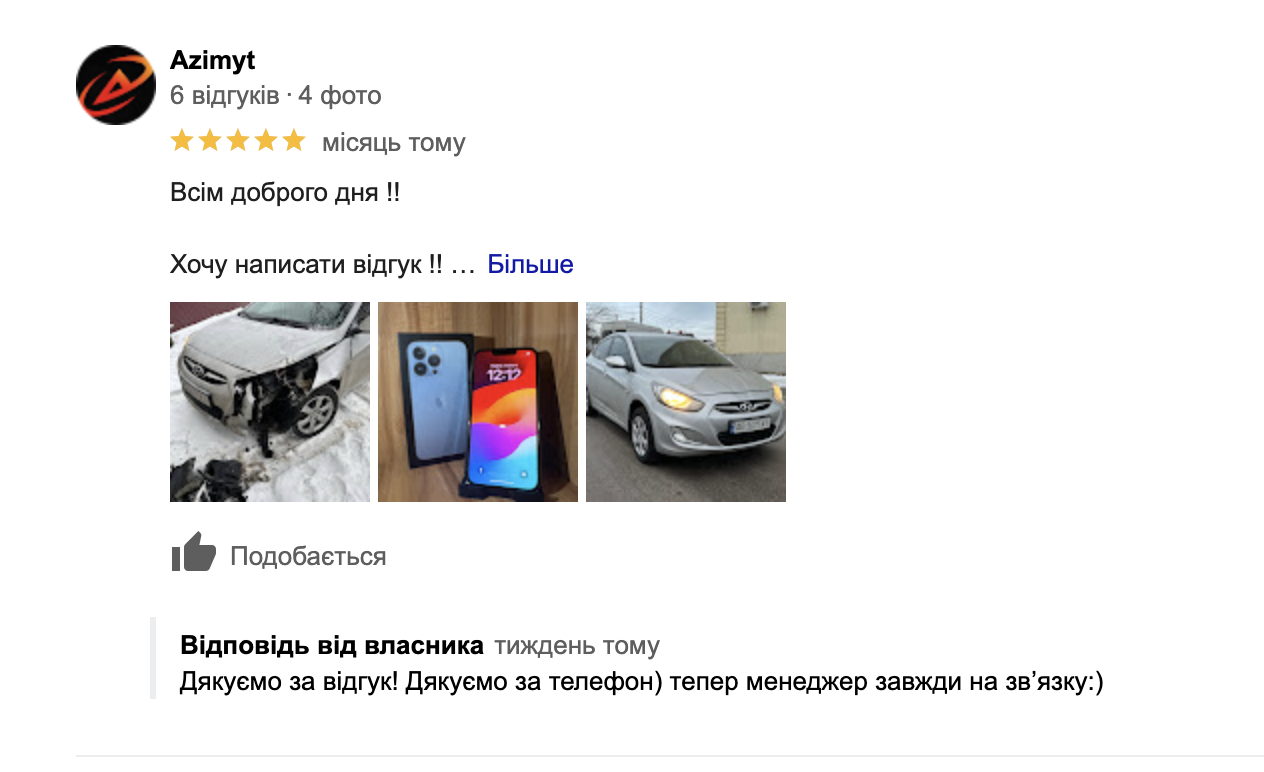 Azimyt
6 відгуків · 4 фото
місяць тому
Всім доброго дня !!
Хочу написати відгук !! … Більше
12:12
Подобається
Відповідь від власника тиждень тому
Дякуємо за відгук! Дякуємо за телефон) тепер менеджер завжди на зв’язку:)